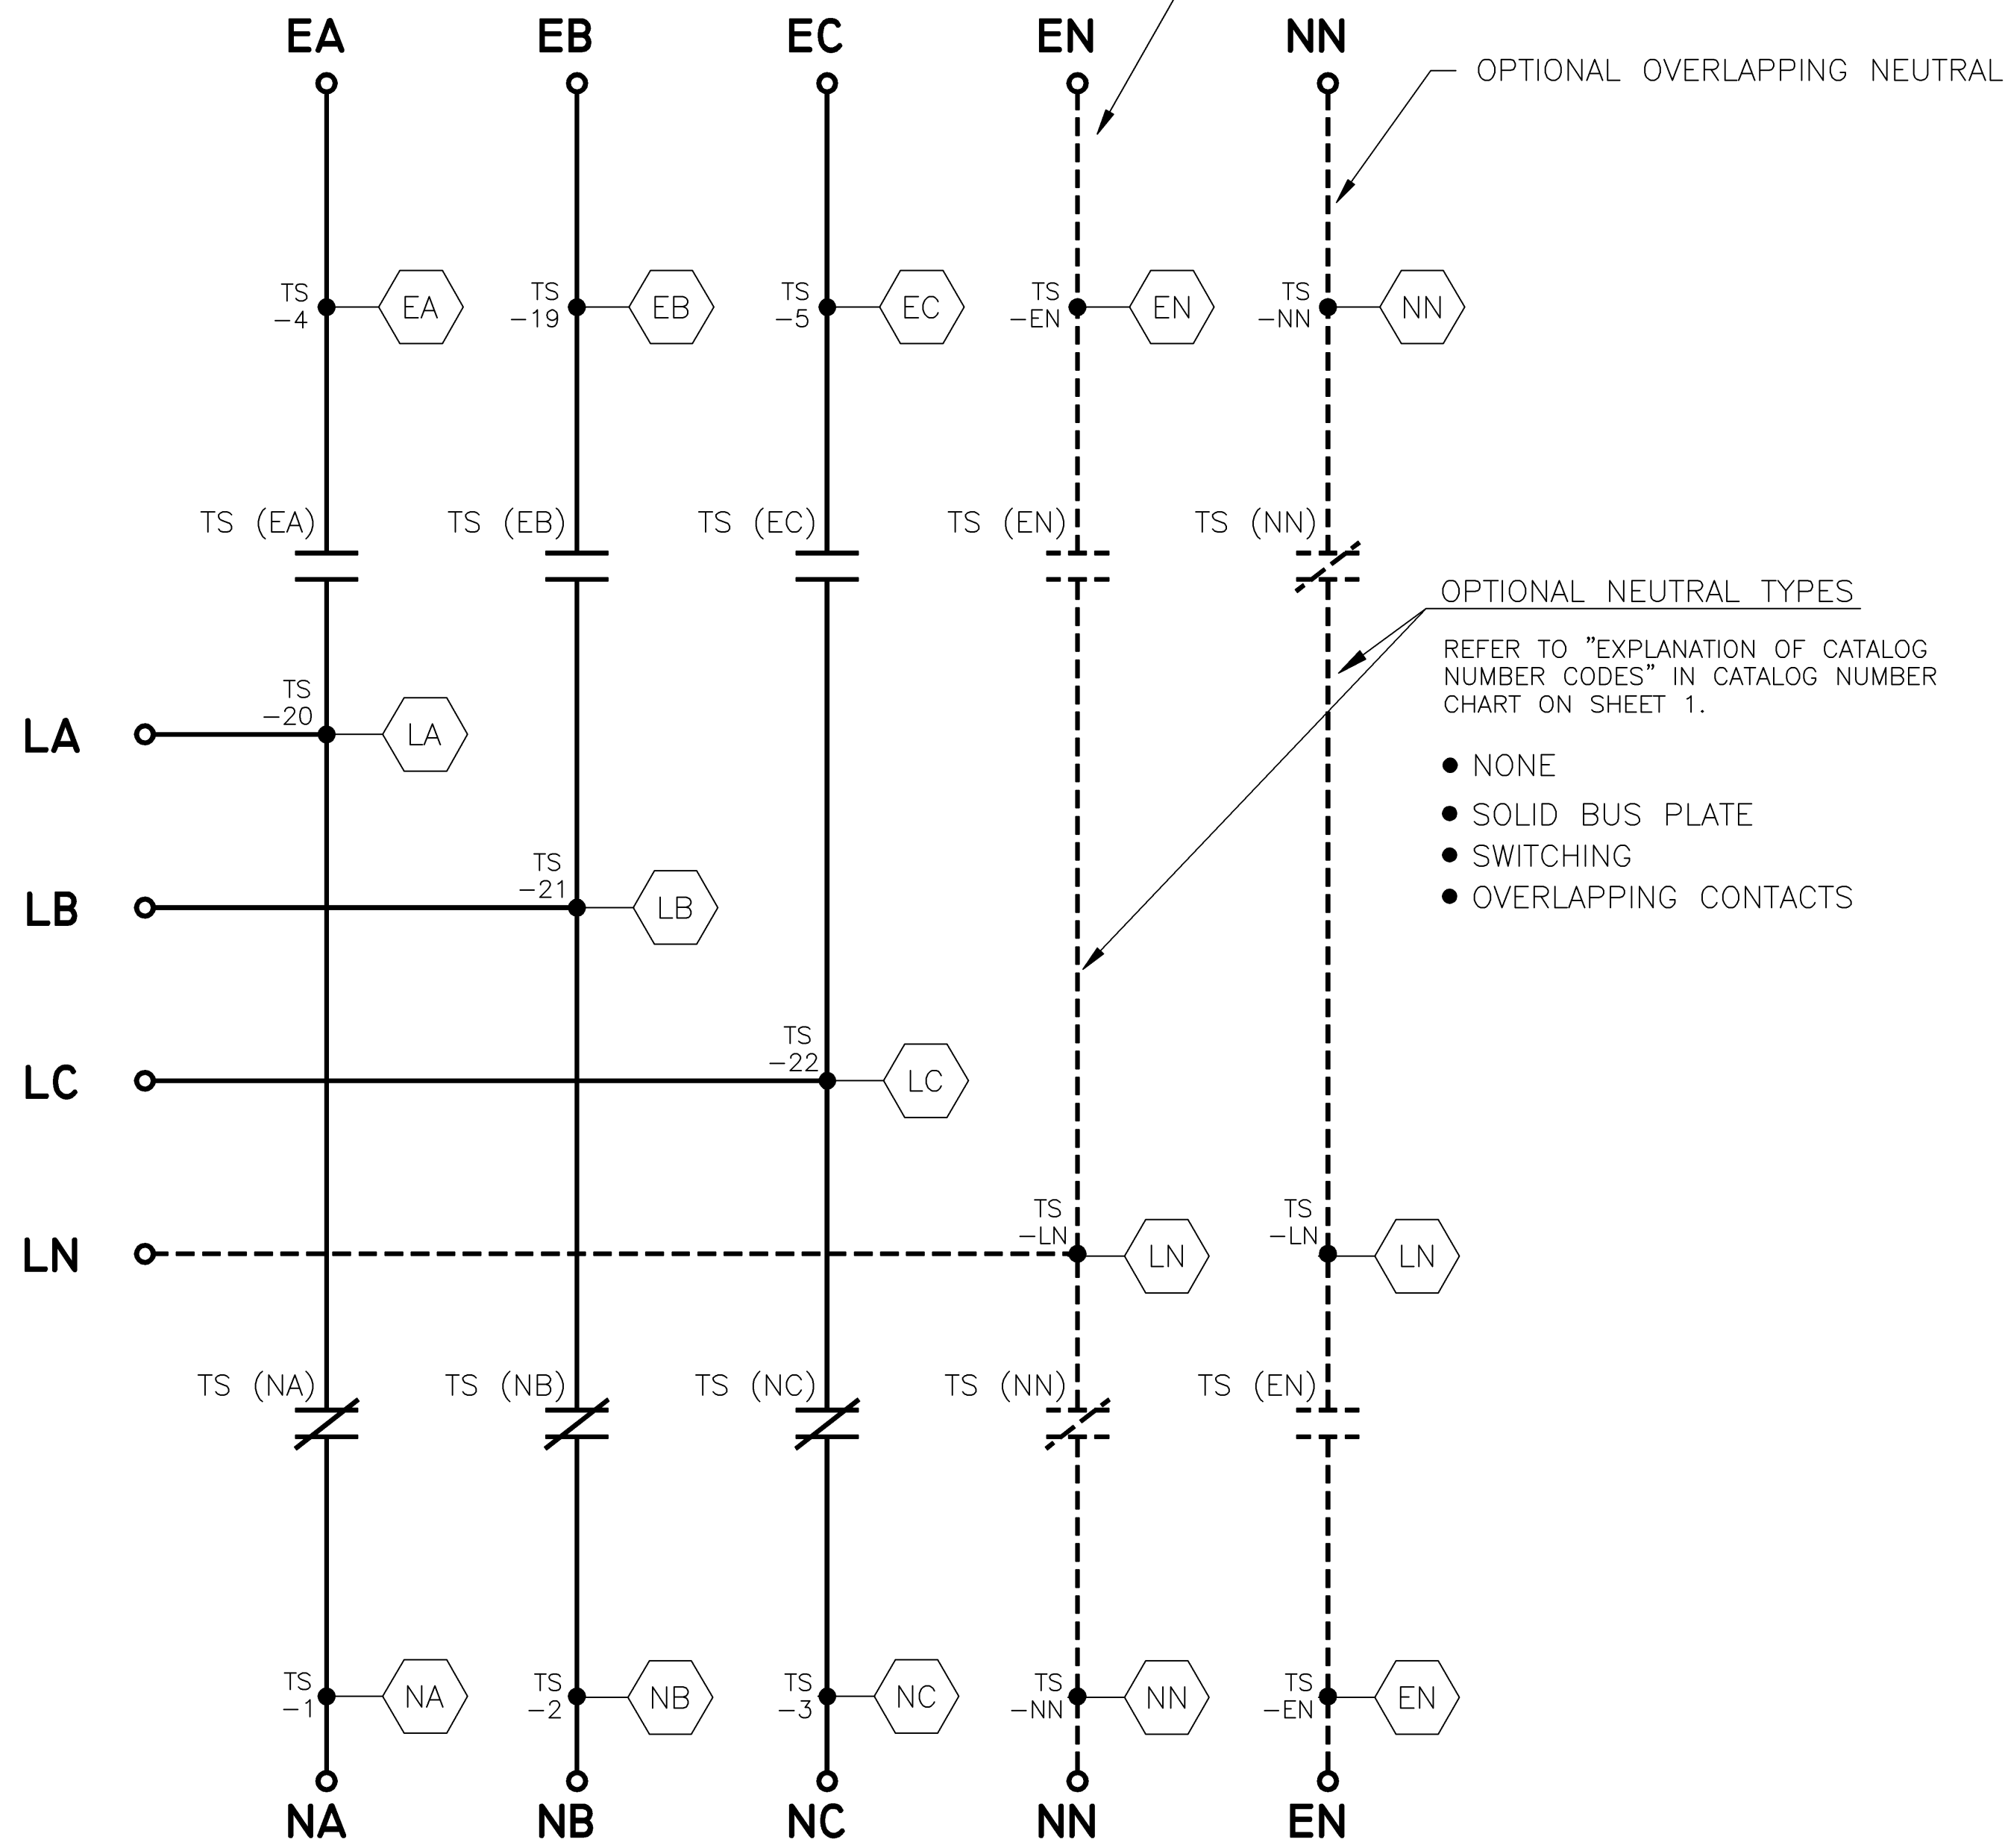 EA EB EC EN NN
OPTIONAL OVERLAPPING NEUTRAL
TS TS TS TS TS
-4 EA -19 EB -5 EC -EN EN -NN NN
TS (EA) TS (EB) TS (EC) TS (EN) TS (NN)
OPTIONAL NEUTRAL TYPES
REFER TO "EXPLANATION OF CATALOG
NUMBER CODES" IN CATALOG NUMBER
CHART ON SHEET 1.
● NONE
● SOLID BUS PLATE
● SWITCHING
● OVERLAPPING CONTACTS
TS
-20
LA LA
TS
-21
LB LB
TS
-22
LC LC
TS TS
-LN -LN
LN LN LN
TS (NA) TS (NB) TS (NC) TS (NN) TS (EN)
TS TS TS TS TS
-1 NA -2 NB -3 NC -NN NN -EN EN
NA NB NC NN EN